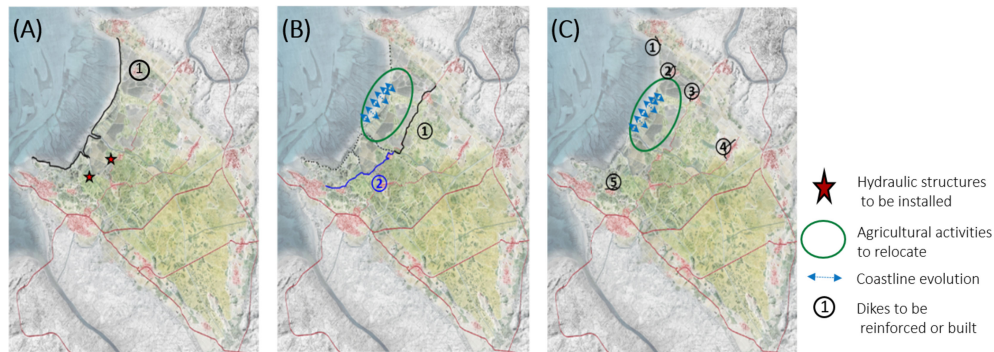 (A)
1
(B)
1
2
(C)
1
2
3
4
5
Hydraulic structures
to be installed
Agricultural activities
to relocate
Coastline evolution
1
Dikes to be
reinforced or built